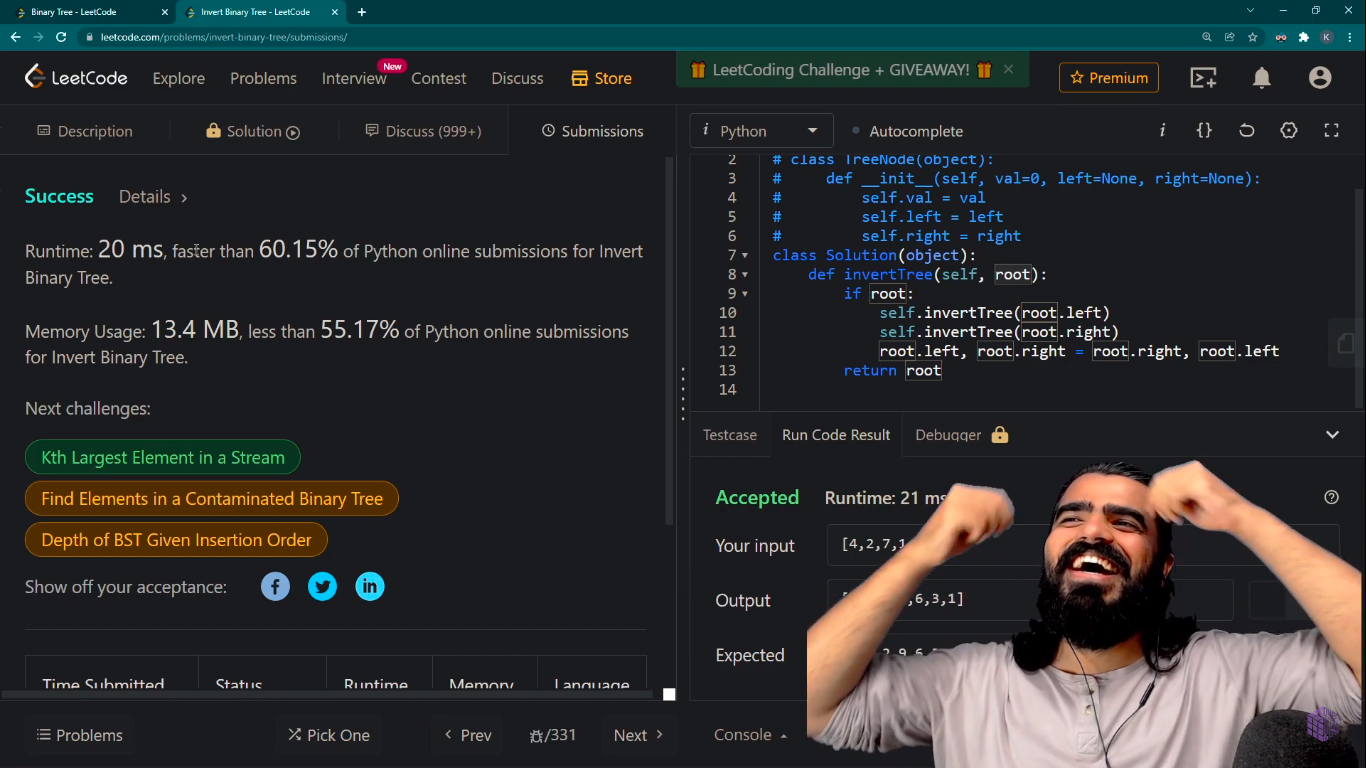 Binary Tree - LeetCode
Invert Binary Tree - LeetCode
leetcode.com/problems/invert-binary-tree/submissions/
K
LeetCode
Explore
Problems
Interview
New
Contest
Discuss
Store
LeetCoding Challenge + GIVEAWAY!
Premium
Description
Solution
Discuss (999+)
Submissions
i Python
Autocomplete
Success Details >
Runtime: 20 ms, faster than 60.15% of Python online submissions for Invert
Binary Tree.
Memory Usage: 13.4 MB, less than 55.17% of Python online submissions
for Invert Binary Tree.
Next challenges:
Kth Largest Element in a Stream
Find Elements in a Contaminated Binary Tree
Depth of BST Given Insertion Order
Show off your acceptance:
Time Submitted Status Runtime Memory Language
2 # class TreeNode(object):
3 #     def __init__(self, val=0, left=None, right=None):
4 #         self.val = val
5 #         self.left = left
6 #         self.right = right
7 class Solution(object):
8     def invertTree(self, root):
9         if root:
10             self.invertTree(root.left)
11             self.invertTree(root.right)
12             root.left, root.right = root.right, root.left
13         return root
14
Testcase
Run Code Result
Debugger
Accepted Runtime: 21 ms
Your input [4,2,7,1
Output ,6,3,1]
Expected
Problems
Pick One
< Prev
/331
Next >
Console